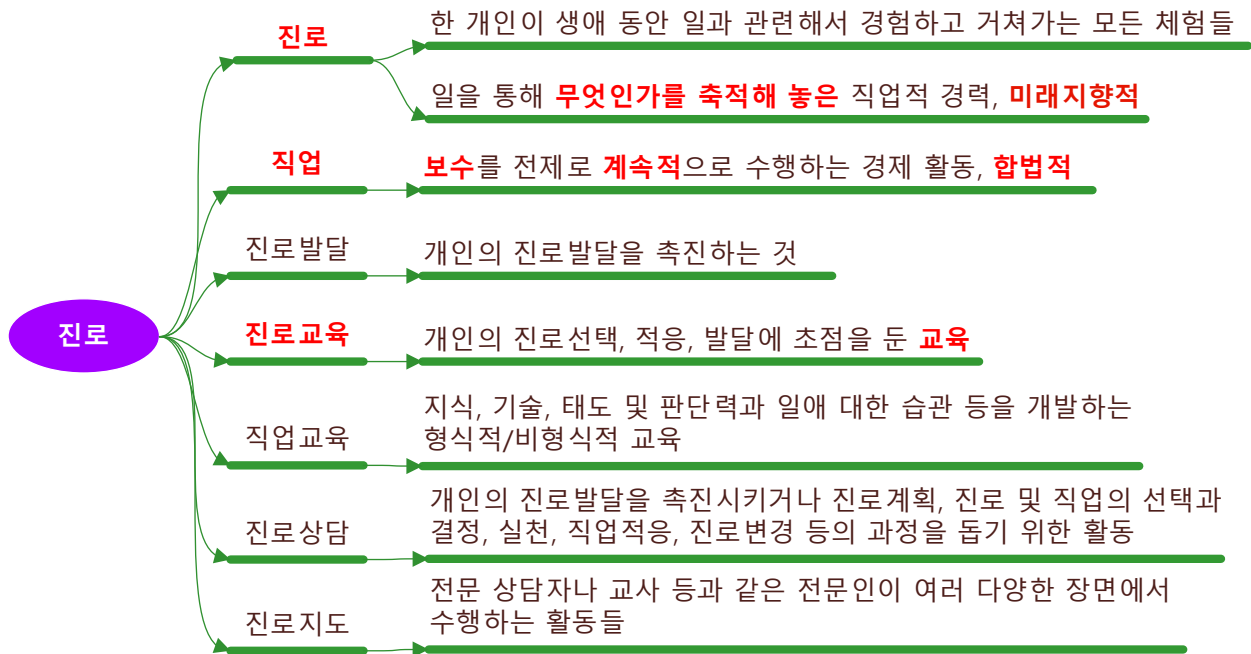 진로
한 개인이 생애 동안 일과 관련해서 경험하고 거쳐가는 모든 체험들
일을 통해 무엇인가를 축적해 놓은 직업적 경력, 미래지향적
직업
보수를 전제로 계속적으로 수행하는 경제 활동, 합법적
진로발달
개인의 진로발달을 촉진하는 것
진로
진로교육
개인의 진로선택, 적응, 발달에 초점을 둔 교육
직업교육
지식, 기술, 태도 및 판단력과 일애 대한 습관 등을 개발하는
형식적/비형식적 교육
진로상담
개인의 진로발달을 촉진시키거나 진로계획, 진로 및 직업의 선택과
결정, 실천, 직업적응, 진로변경 등의 과정을 돕기 위한 활동
진로지도
전문 상담자나 교사 등과 같은 전문인이 여러 다양한 장면에서
수행하는 활동들